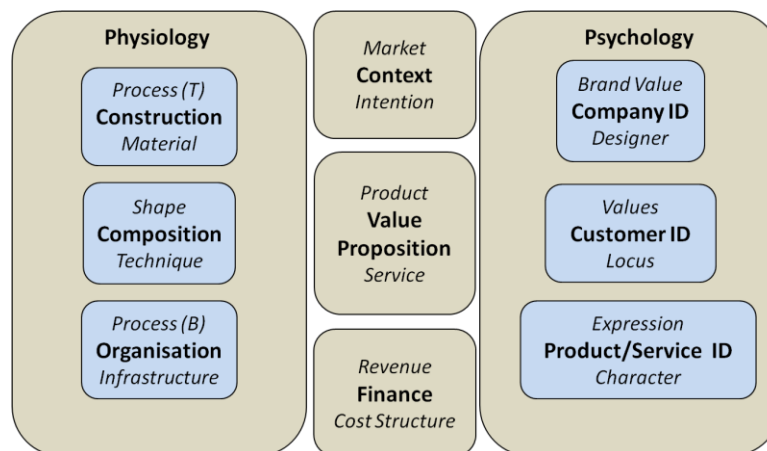 Physiology
Process (T)
Construction
Material
Shape
Composition
Technique
Process (B)
Organisation
Infrastructure
Market
Context
Intention
Product
Value
Proposition
Service
Revenue
Finance
Cost Structure
Psychology
Brand Value
Company ID
Designer
Values
Customer ID
Locus
Expression
Product/Service ID
Character